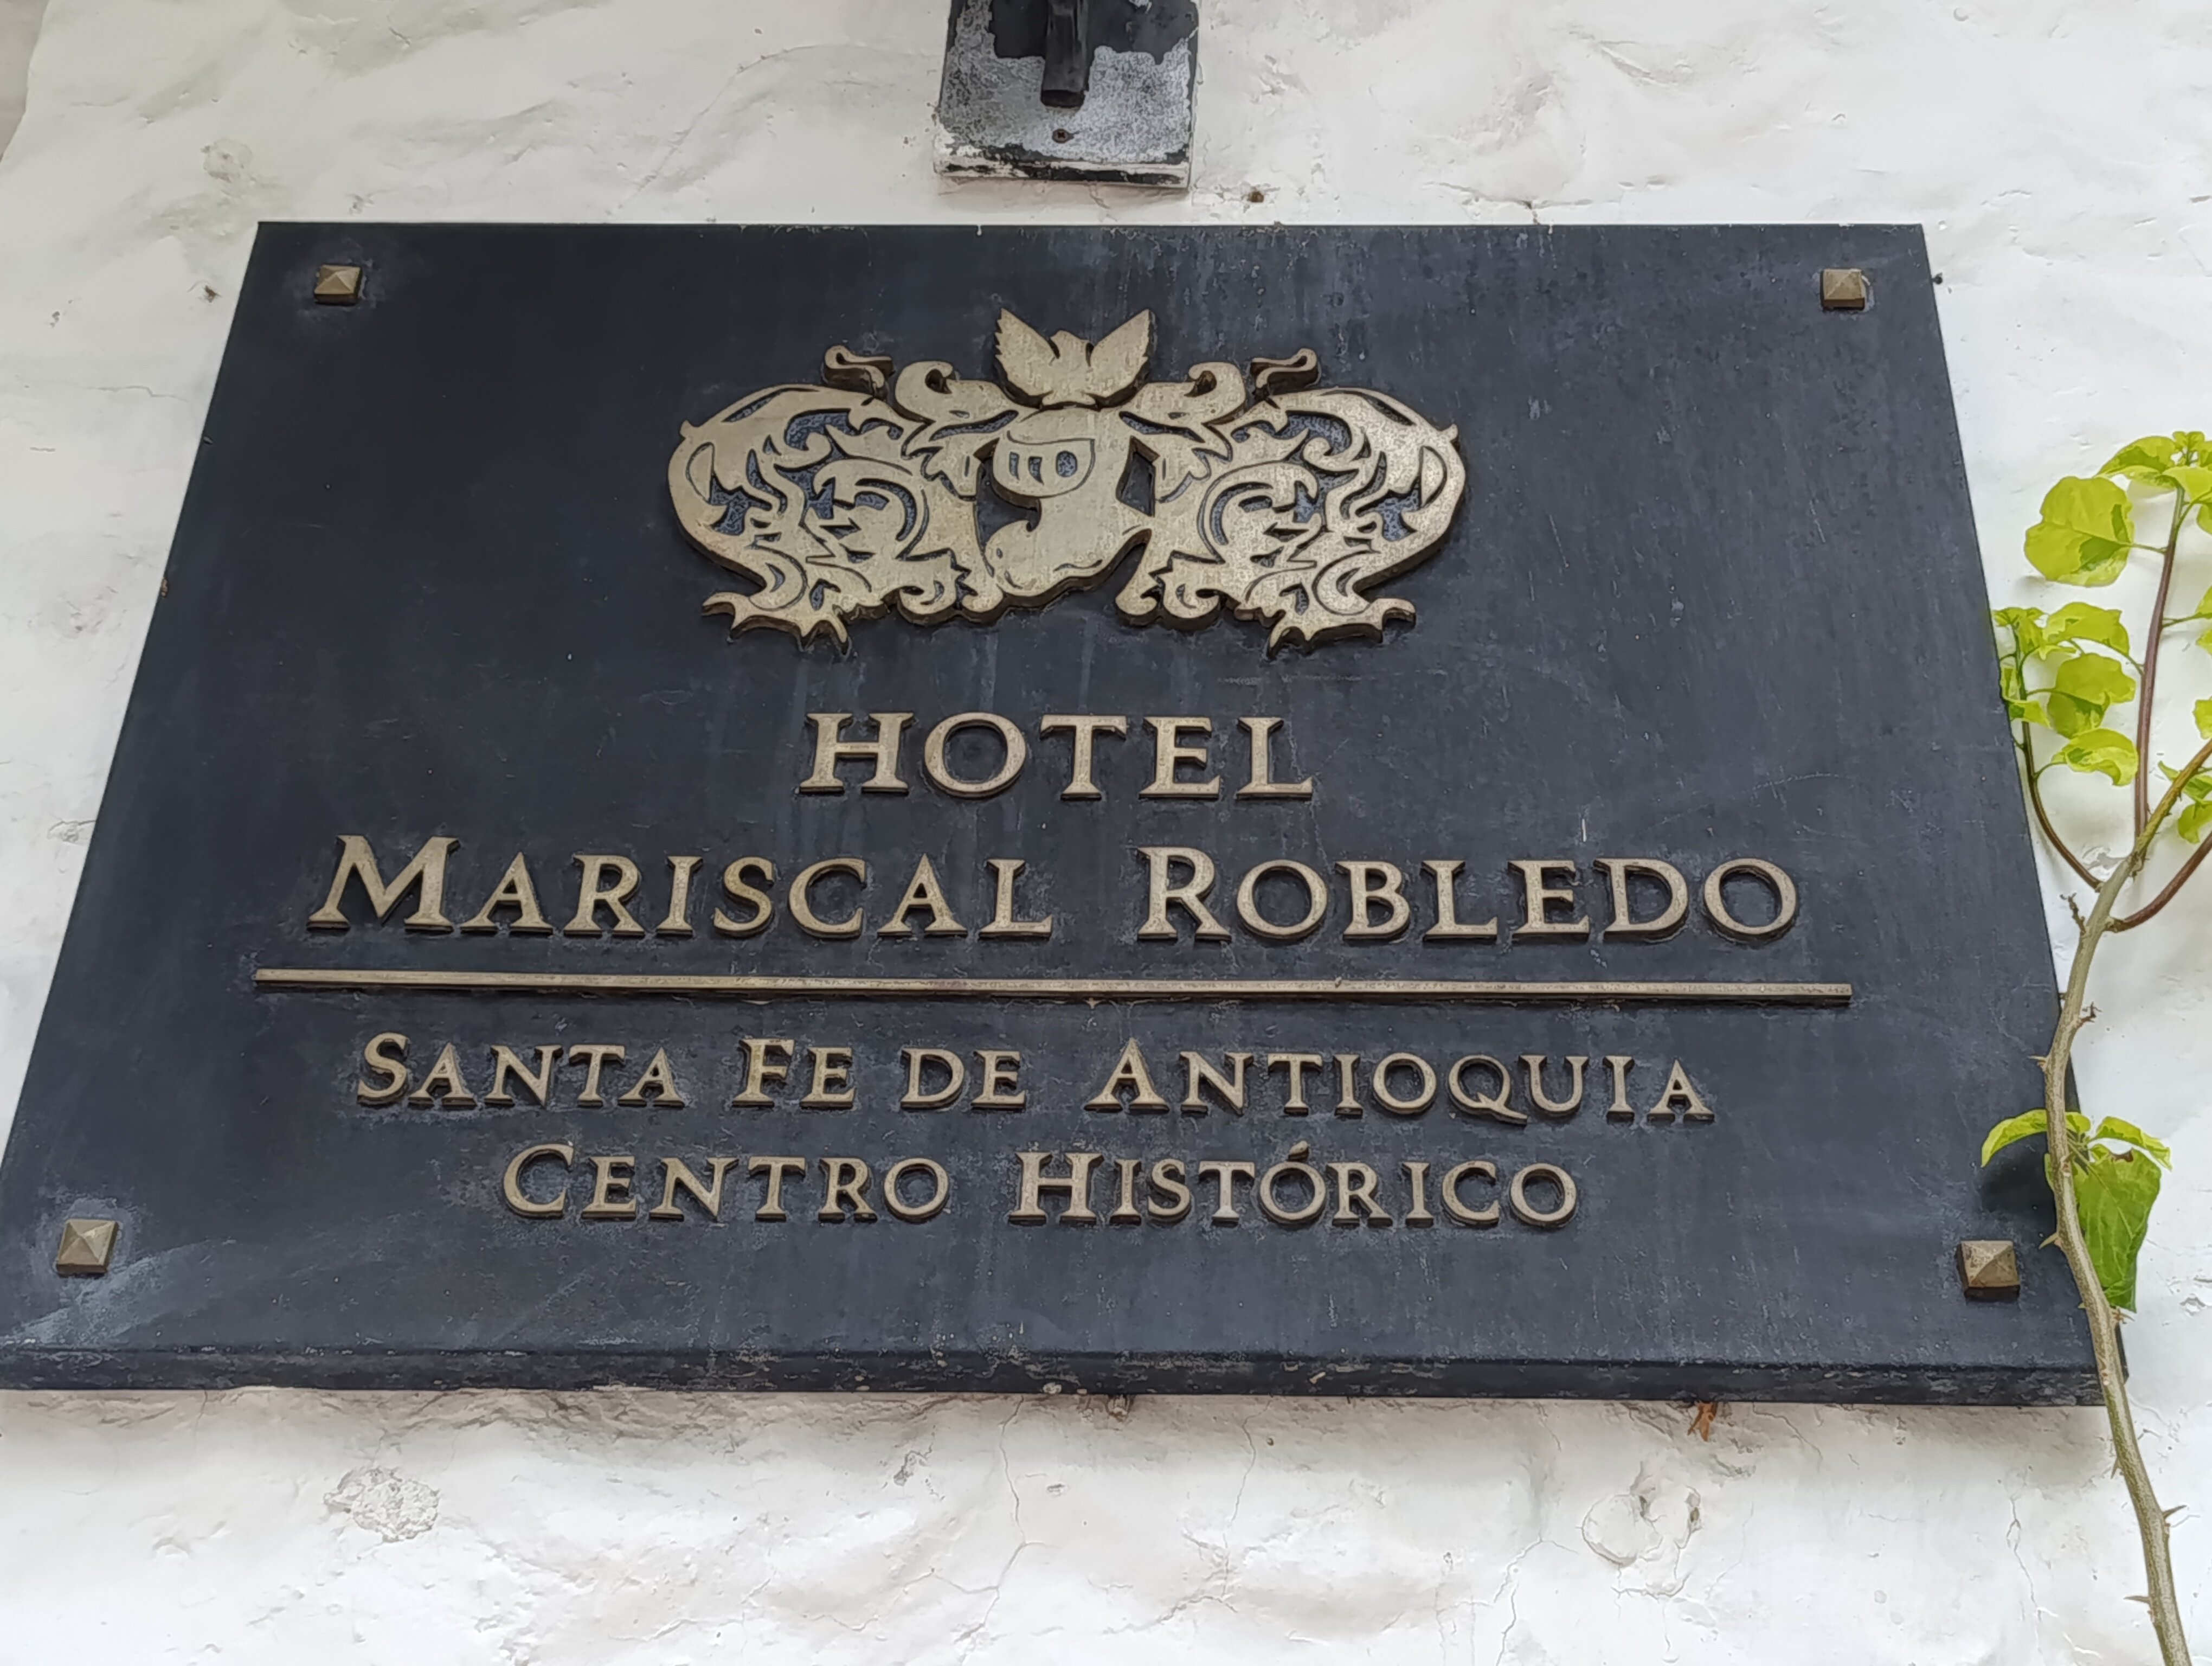 HOTEL
MARISCAL ROBLEDO
SANTA FE DE ANTIOQUIA
CENTRO HISTÓRICO